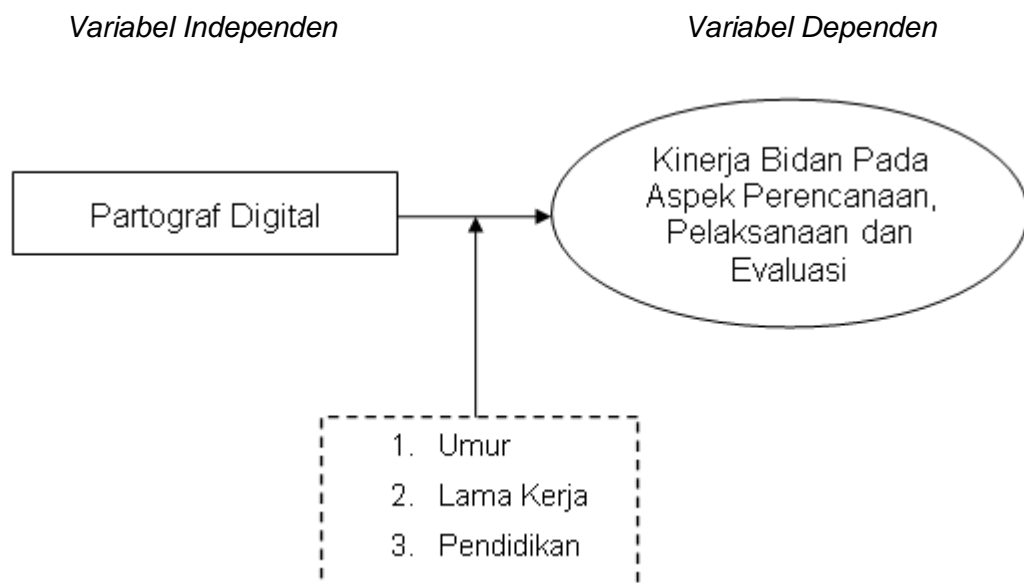 Variabel Independen
Variabel Dependen
Partograf Digital
Kinerja Bidan Pada
Aspek Perencanaan,
Pelaksanaan dan
Evaluasi
1. Umur
2. Lama Kerja
3. Pendidikan